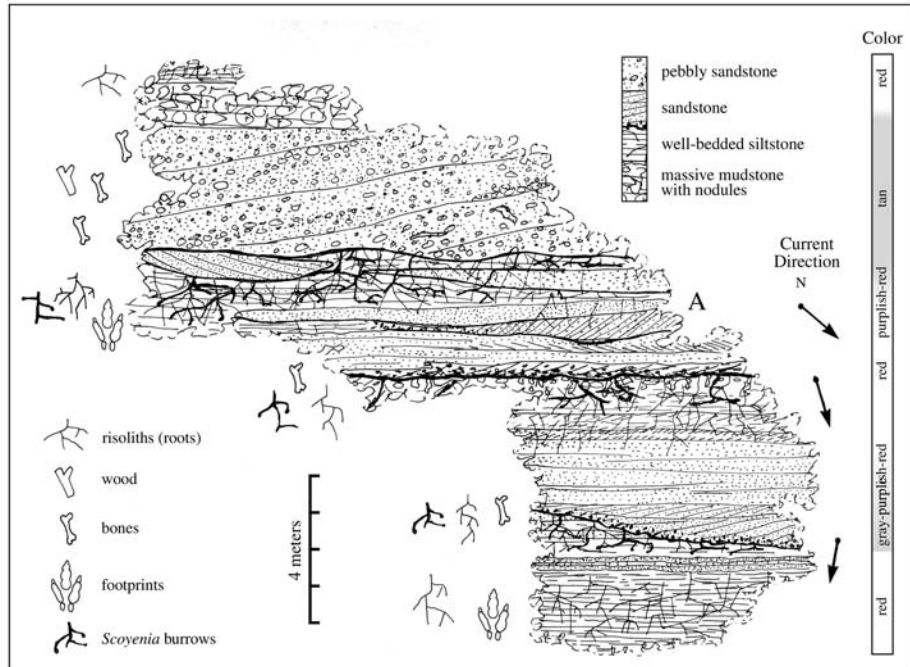 Color
red
tan
purplish-red
red
gray-purplish-red
red
pebbly sandstone
sandstone
well-bedded siltstone
massive mudstone
with nodules
Current
Direction
N
A
risoliths (roots)
wood
bones
footprints
Scoyenia burrows
4 meters